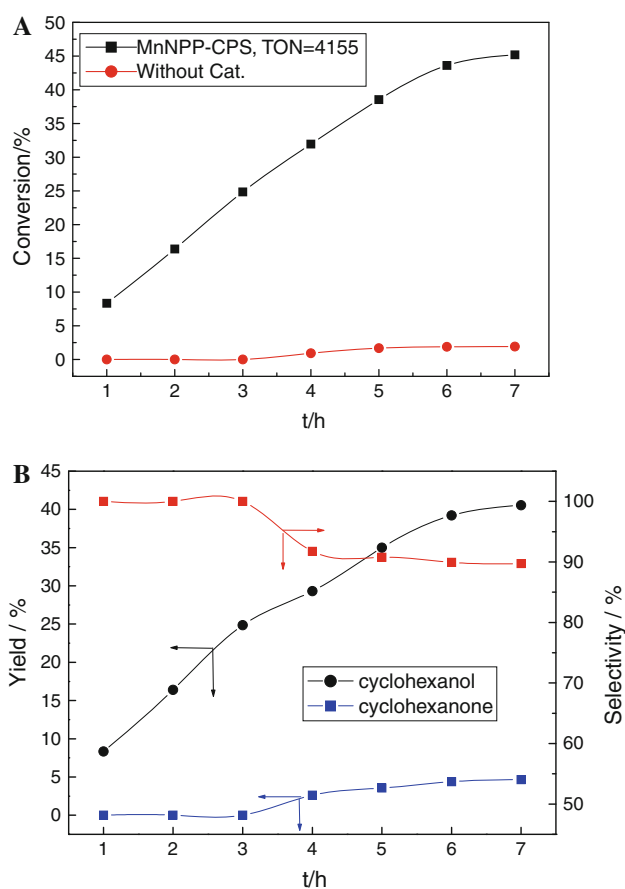 A
MnNPP-CPS, TON=4155
Without Cat.
Conversion/%
50
45
40
35
30
25
20
15
10
5
0
1 2 3 4 5 6 7
t/h
B
cyclohexanol
cyclohexanone
Yield / %
45
40
35
30
25
20
15
10
5
0
Selectivity / %
100
90
80
70
60
50
1 2 3 4 5 6 7
t/h